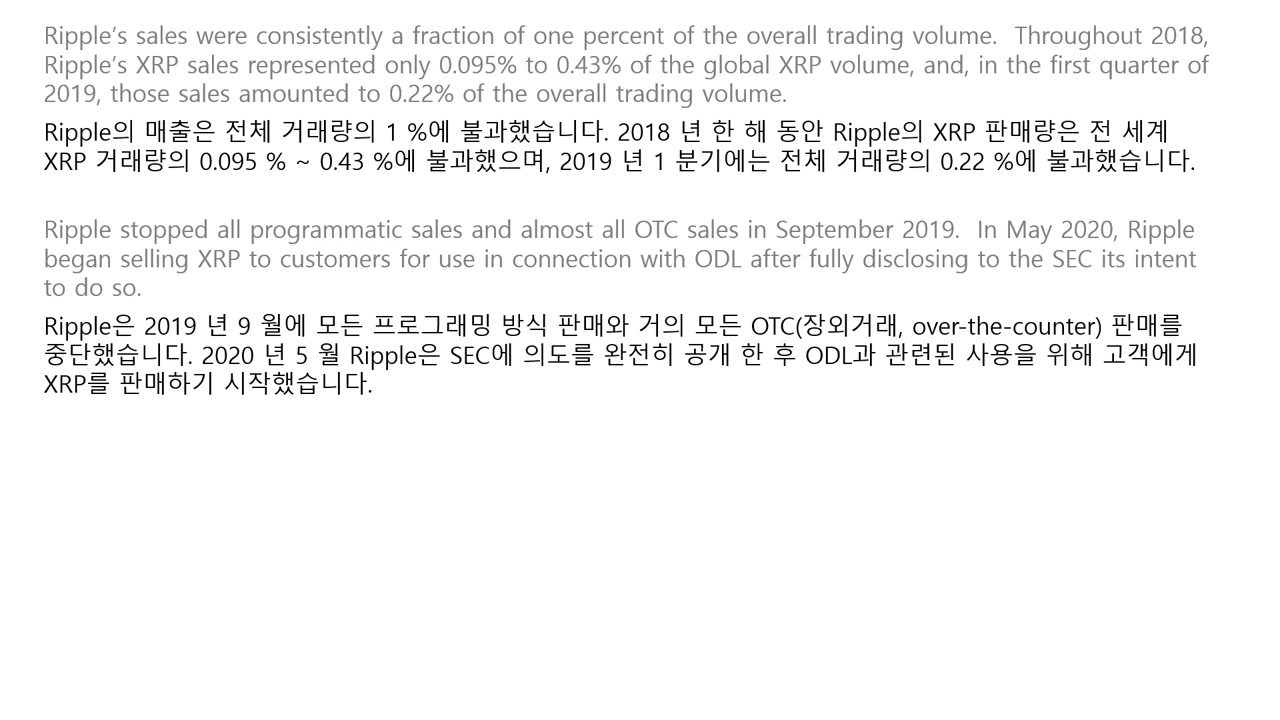 Ripple's sales were consistently a fraction of one percent of the overall trading volume.  Throughout 2018,
Ripple's XRP sales represented only 0.095% to 0.43% of the global XRP volume, and, in the first quarter of
2019, those sales amounted to 0.22% of the overall trading volume.
Ripple의 매출은 전체 거래량의 1 %에 불과했습니다. 2018 년 한 해 동안 Ripple의 XRP 판매량은 전 세계
XRP 거래량의 0.095 % ~ 0.43 %에 불과했으며, 2019 년 1 분기에는 전체 거래량의 0.22 %에 불과했습니다.
Ripple stopped all programmatic sales and almost all OTC sales in September 2019.  In May 2020, Ripple
began selling XRP to customers for use in connection with ODL after fully disclosing to the SEC its intent
to do so.
Ripple은 2019 년 9 월에 모든 프로그래밍 방식 판매와 거의 모든 OTC(장외거래, over-the-counter) 판매를
중단했습니다. 2020 년 5 월 Ripple은 SEC에 의도를 완전히 공개 한 후 ODL과 관련된 사용을 위해 고객에게
XRP를 판매하기 시작했습니다.